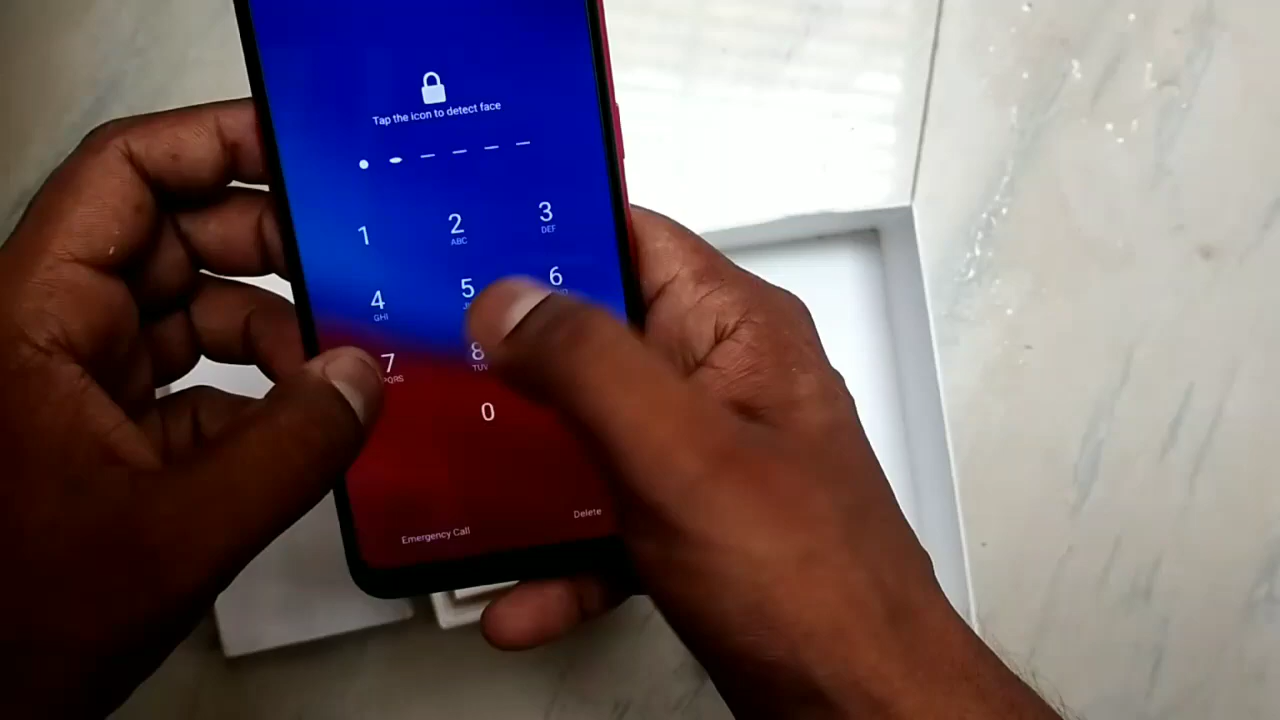 Tap the icon to detect face
1 2 3
ABC DEF
4 5 6
GHI
7 8
PQRS TUV
0
Emergency Call Delete